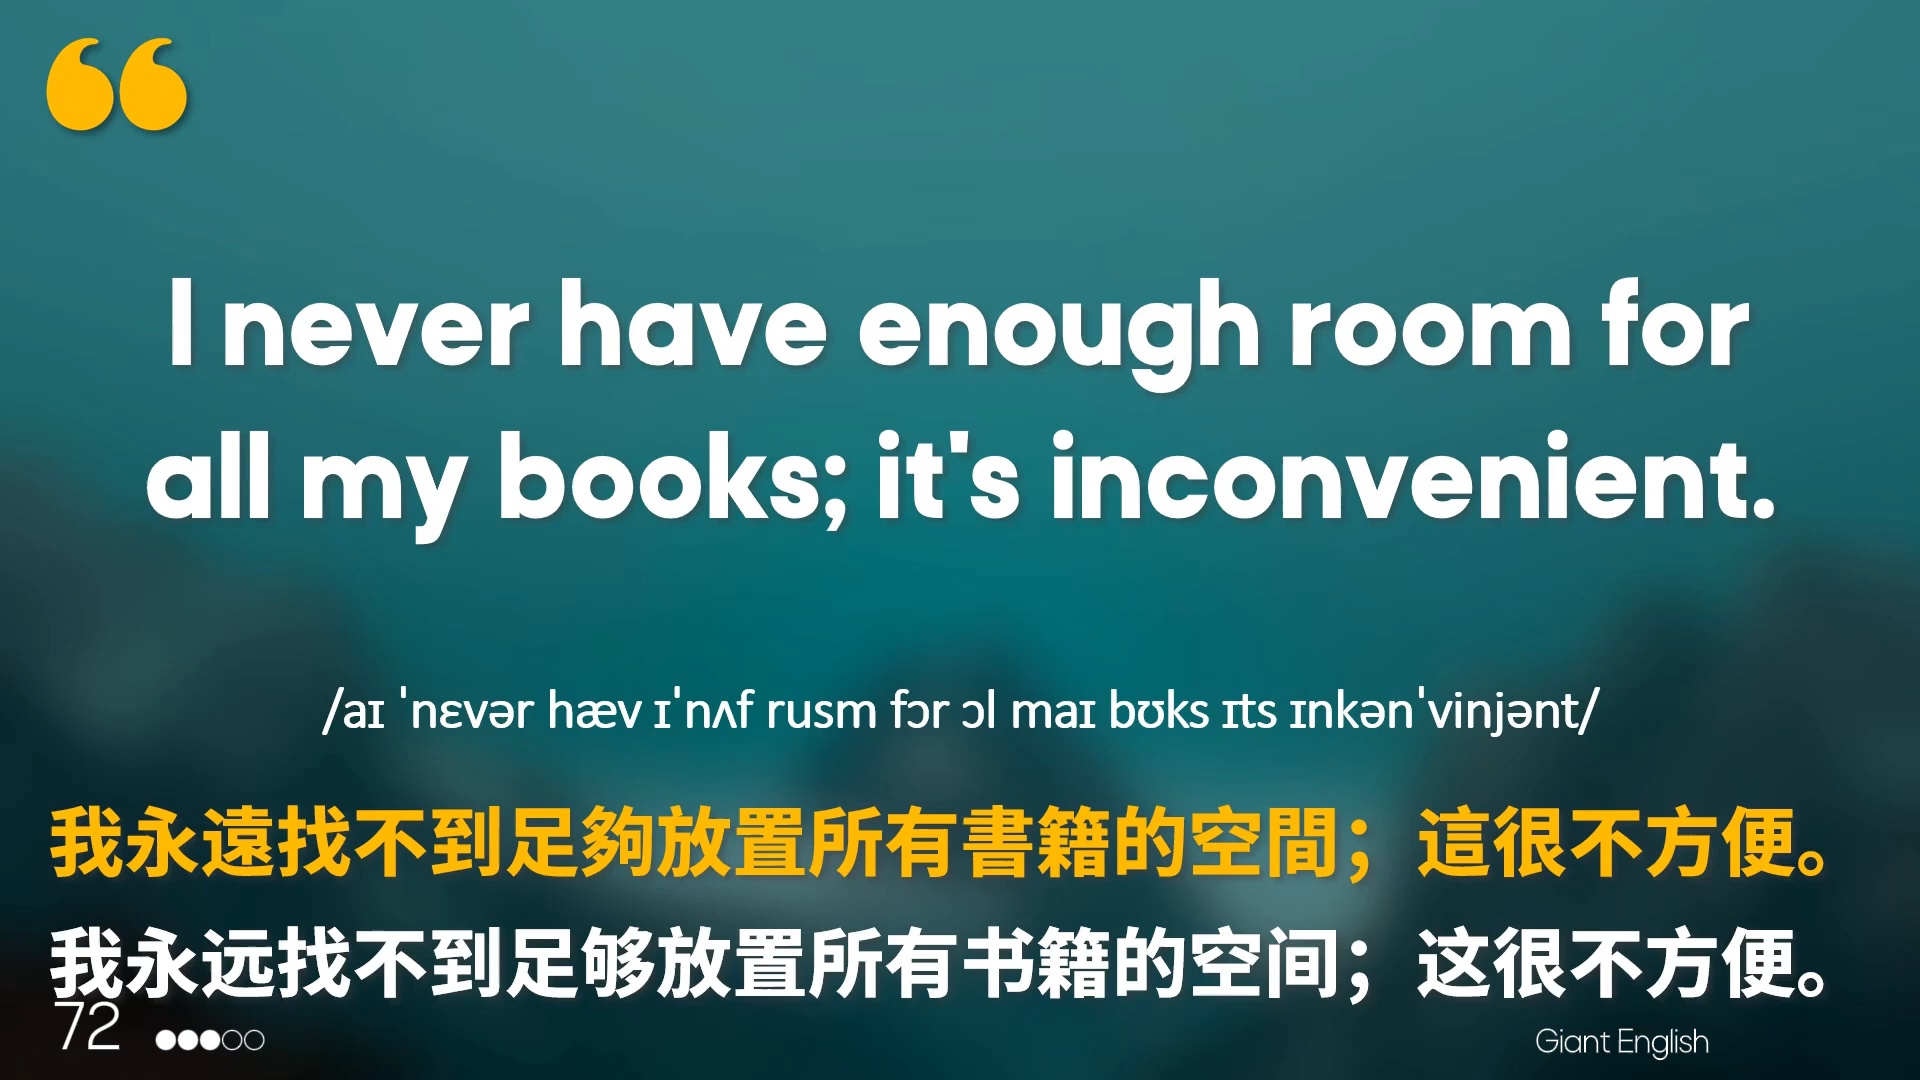 “
I never have enough room for
all my books; it's inconvenient.
/aɪ ˈnɛvər hæv ɪˈnʌf rusm fɔr ɔl maɪ bʊks ɪts ɪnkənˈvinjənt/
我永遠找不到足夠放置所有書籍的空間；這很不方便。
我永远找不到足够放置所有书籍的空间；这很不方便。
72
Giant English